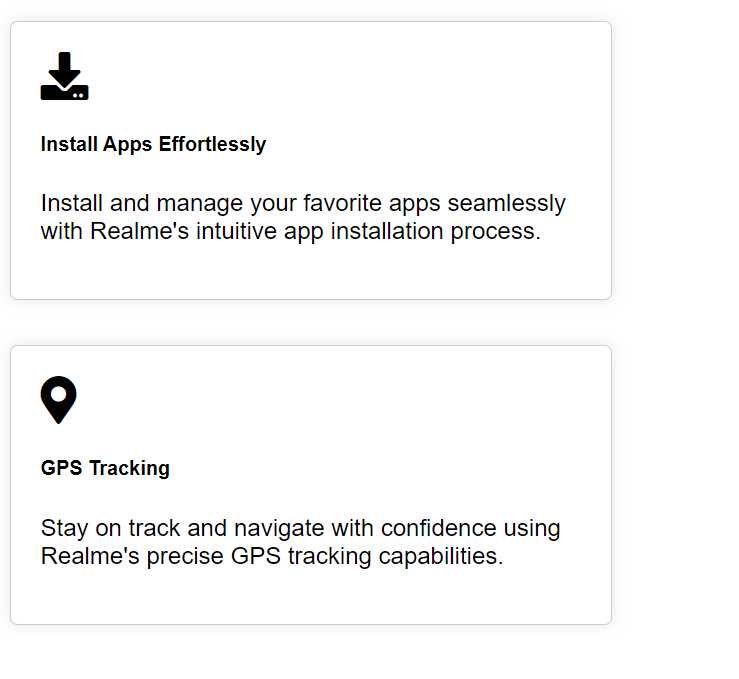 Install Apps Effortlessly
Install and manage your favorite apps seamlessly
with Realme's intuitive app installation process.
GPS Tracking
Stay on track and navigate with confidence using
Realme's precise GPS tracking capabilities.